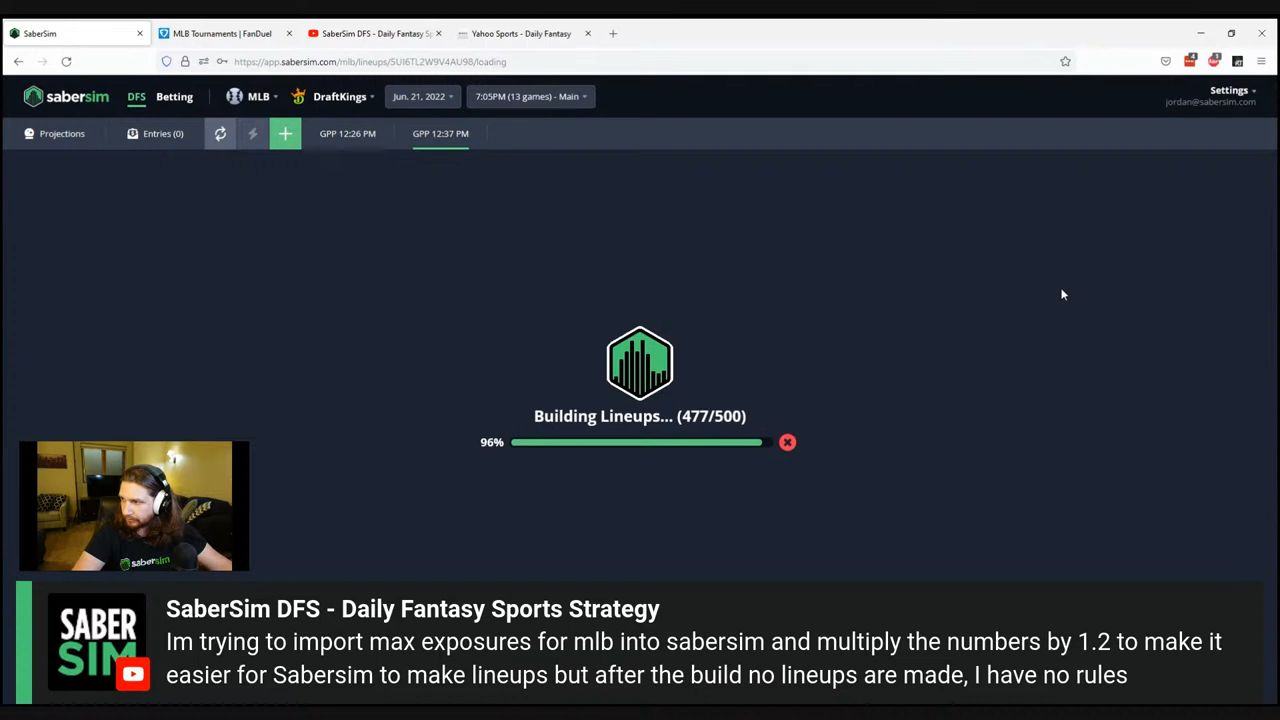 SaberSim
MLB Tournaments | FanDuel
SaberSim DFS - Daily Fantasy Sp
Yahoo Sports - Daily Fantasy
https://app.sabersim.com/mlb/lineups/5UI6TL2W9V4AU98/loading
sabersim
DFS
Betting
MLB
DraftKings
Jun. 21, 2022
7:05PM (13 games) - Main
Settings
jordan@sabersim.com
Projections
Entries (0)
GPP 12:26 PM
GPP 12:37 PM
Building Lineups... (477/500)
96%
sabersim
SABER
SIM
SaberSim DFS - Daily Fantasy Sports Strategy
Im trying to import max exposures for mlb into sabersim and multiply the numbers by 1.2 to make it
easier for Sabersim to make lineups but after the build no lineups are made, I have no rules